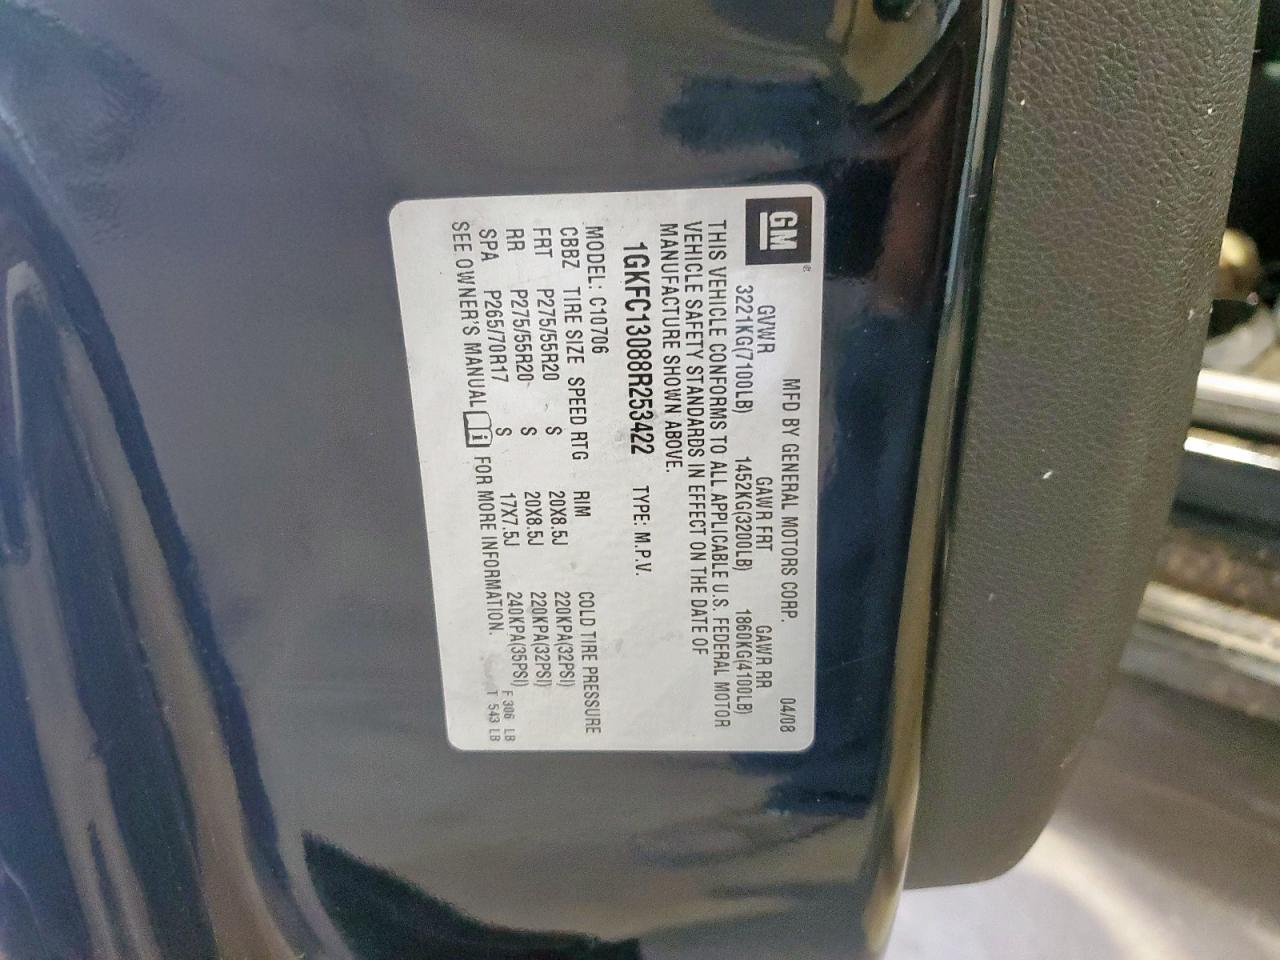 GM®
MFD BY GENERAL MOTORS CORP. 04/08
GVWR GAWR FRT GAWR RR
3221KG(7100LB) 1452KG(3200LB) 1860KG(4100LB)
THIS VEHICLE CONFORMS TO ALL APPLICABLE U.S. FEDERAL MOTOR
VEHICLE SAFETY STANDARDS IN EFFECT ON THE DATE OF
MANUFACTURE SHOWN ABOVE.
1GKFC13088R253422 TYPE: M.P.V.
MODEL: C10706
CBBZ TIRE SIZE SPEED RTG RIM COLD TIRE PRESSURE
FRT P275/55R20 S 20X8.5J 220KPA(32PSI)
RR P275/55R20 S 20X8.5J 220KPA(32PSI)
SPA P265/70R17 S 17X7.5J 240KPA(35PSI)
SEE OWNER'S MANUAL i FOR MORE INFORMATION.
F 306 LB
T 543 LB